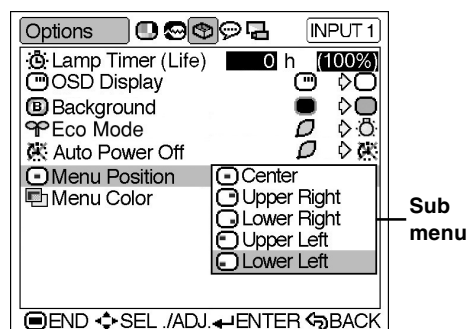 Options INPUT 1
Lamp Timer (Life) 0 h (100%)
OSD Display
B Background
Eco Mode
Auto Power Off
Menu Position
Menu Color
Center
Upper Right
Lower Right
Upper Left
Lower Left
Sub
menu
END SEL ./ADJ. ENTER BACK